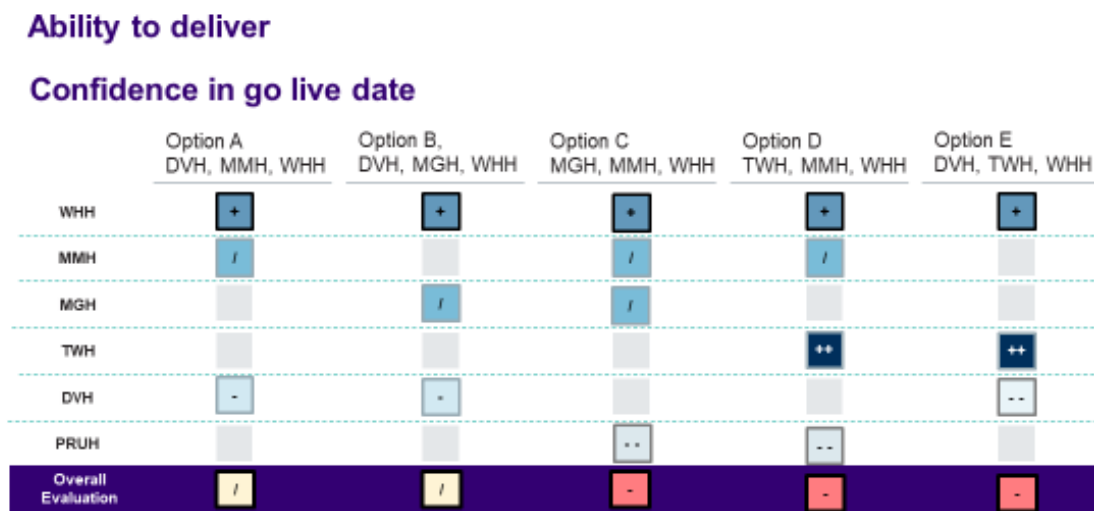 Ability to deliver
Confidence in go live date
Option A Option B, Option C Option D Option E
DVH, MMH, WHH DVH, MGH, WHH MGH, MMH, WHH TWH, MMH, WHH DVH, TWH, WHH
WHH + + + + +
MMH / / /
MGH / /
TWH ++ ++
DVH - - - -
PRUH - - - -
Overall
Evaluation / / - - -